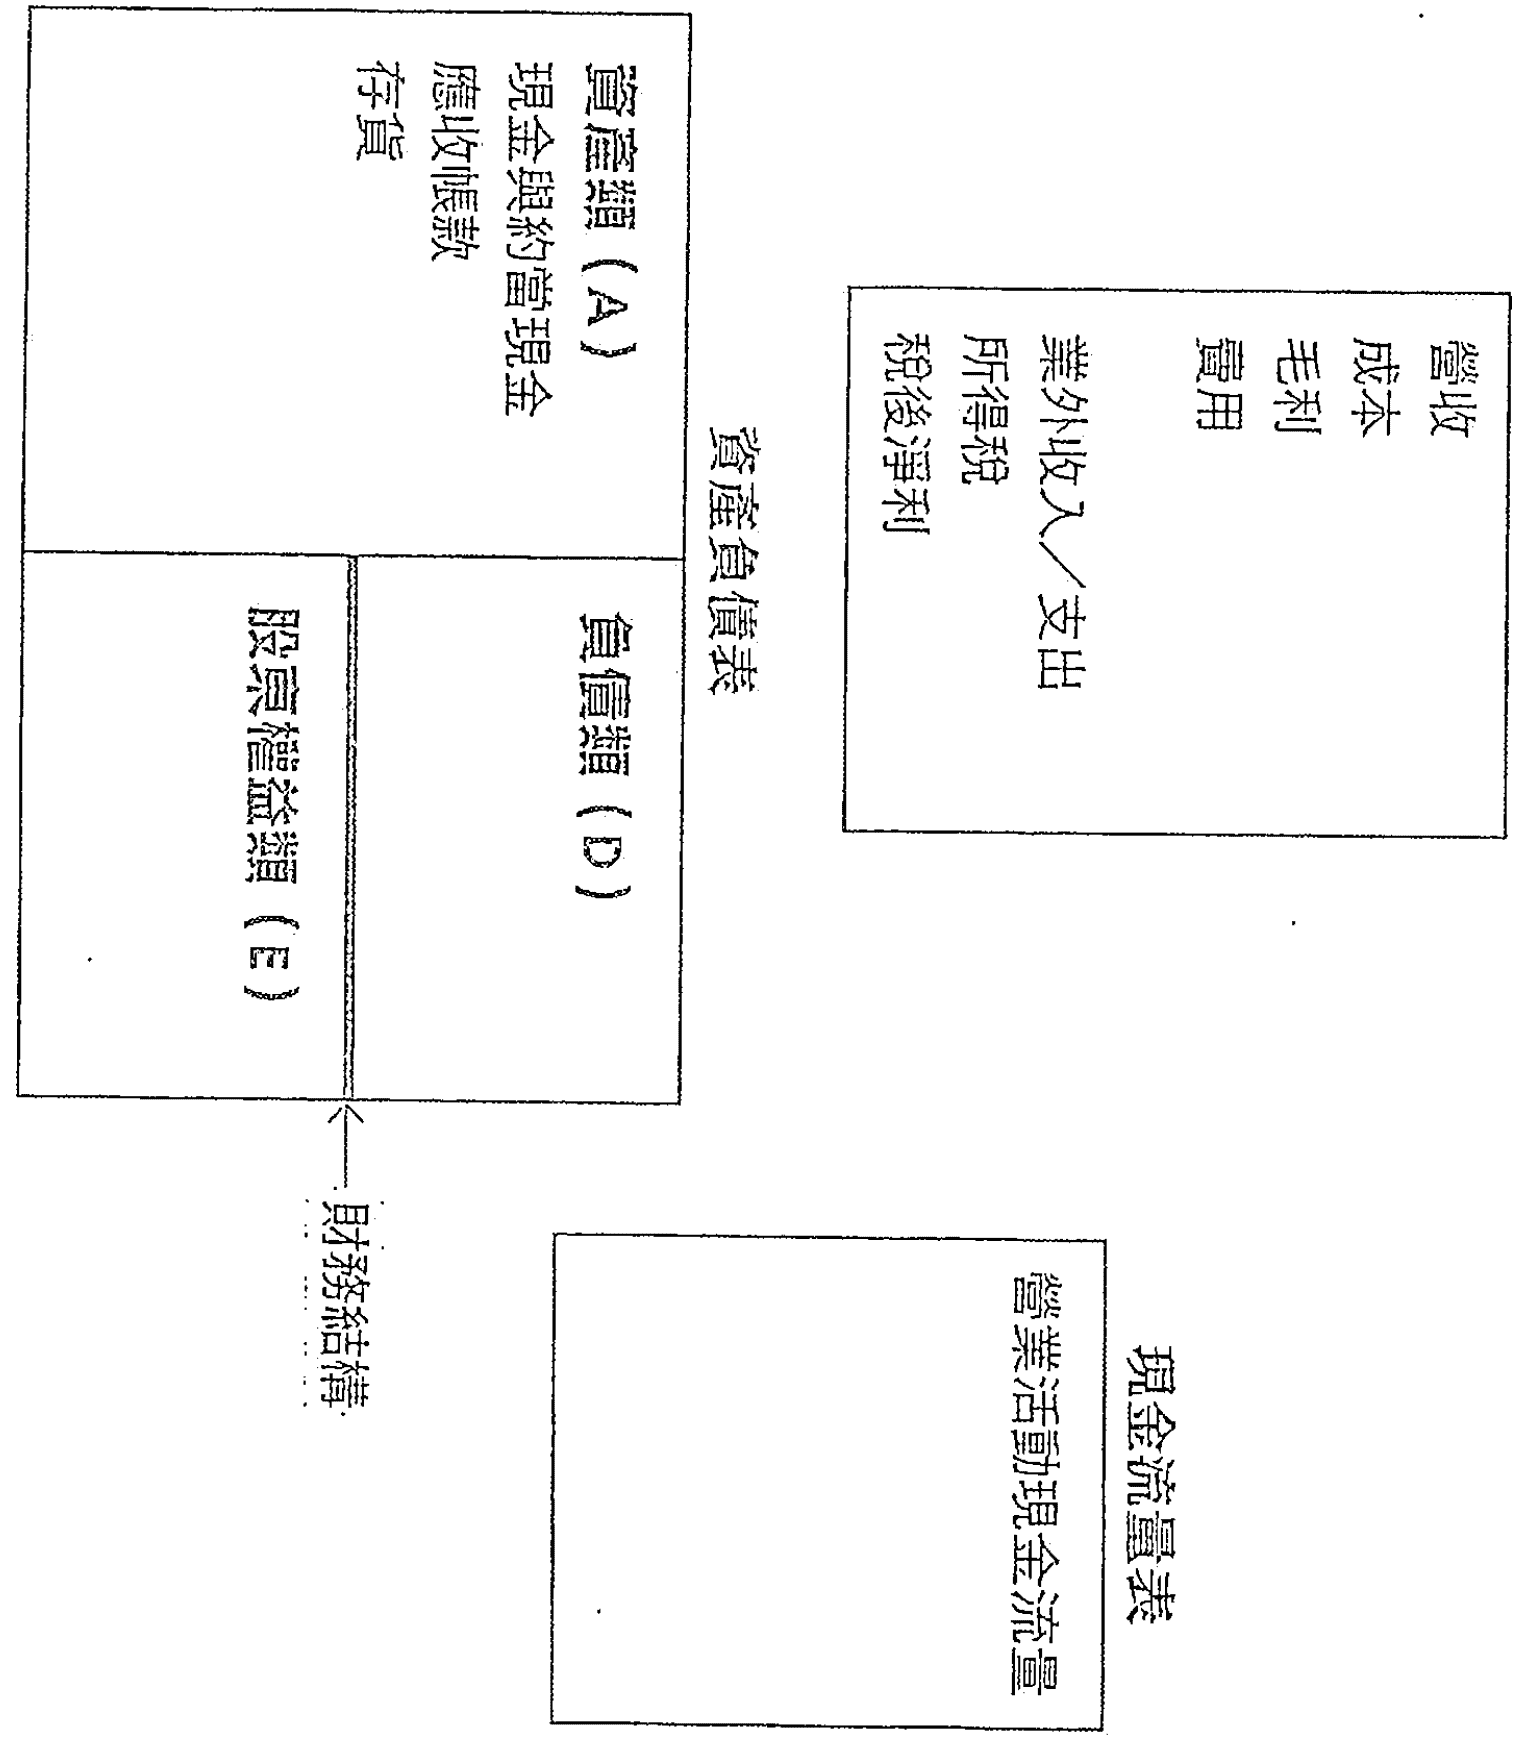 營收
成本
毛利
費用
業外收入／支出
所得稅
稅後淨利
資產負債表
資產類（A）
現金與約當現金
應收帳款
存貨
負債類（D）
股東權益類（E）
財務結構
現金流量表
營業活動現金流量